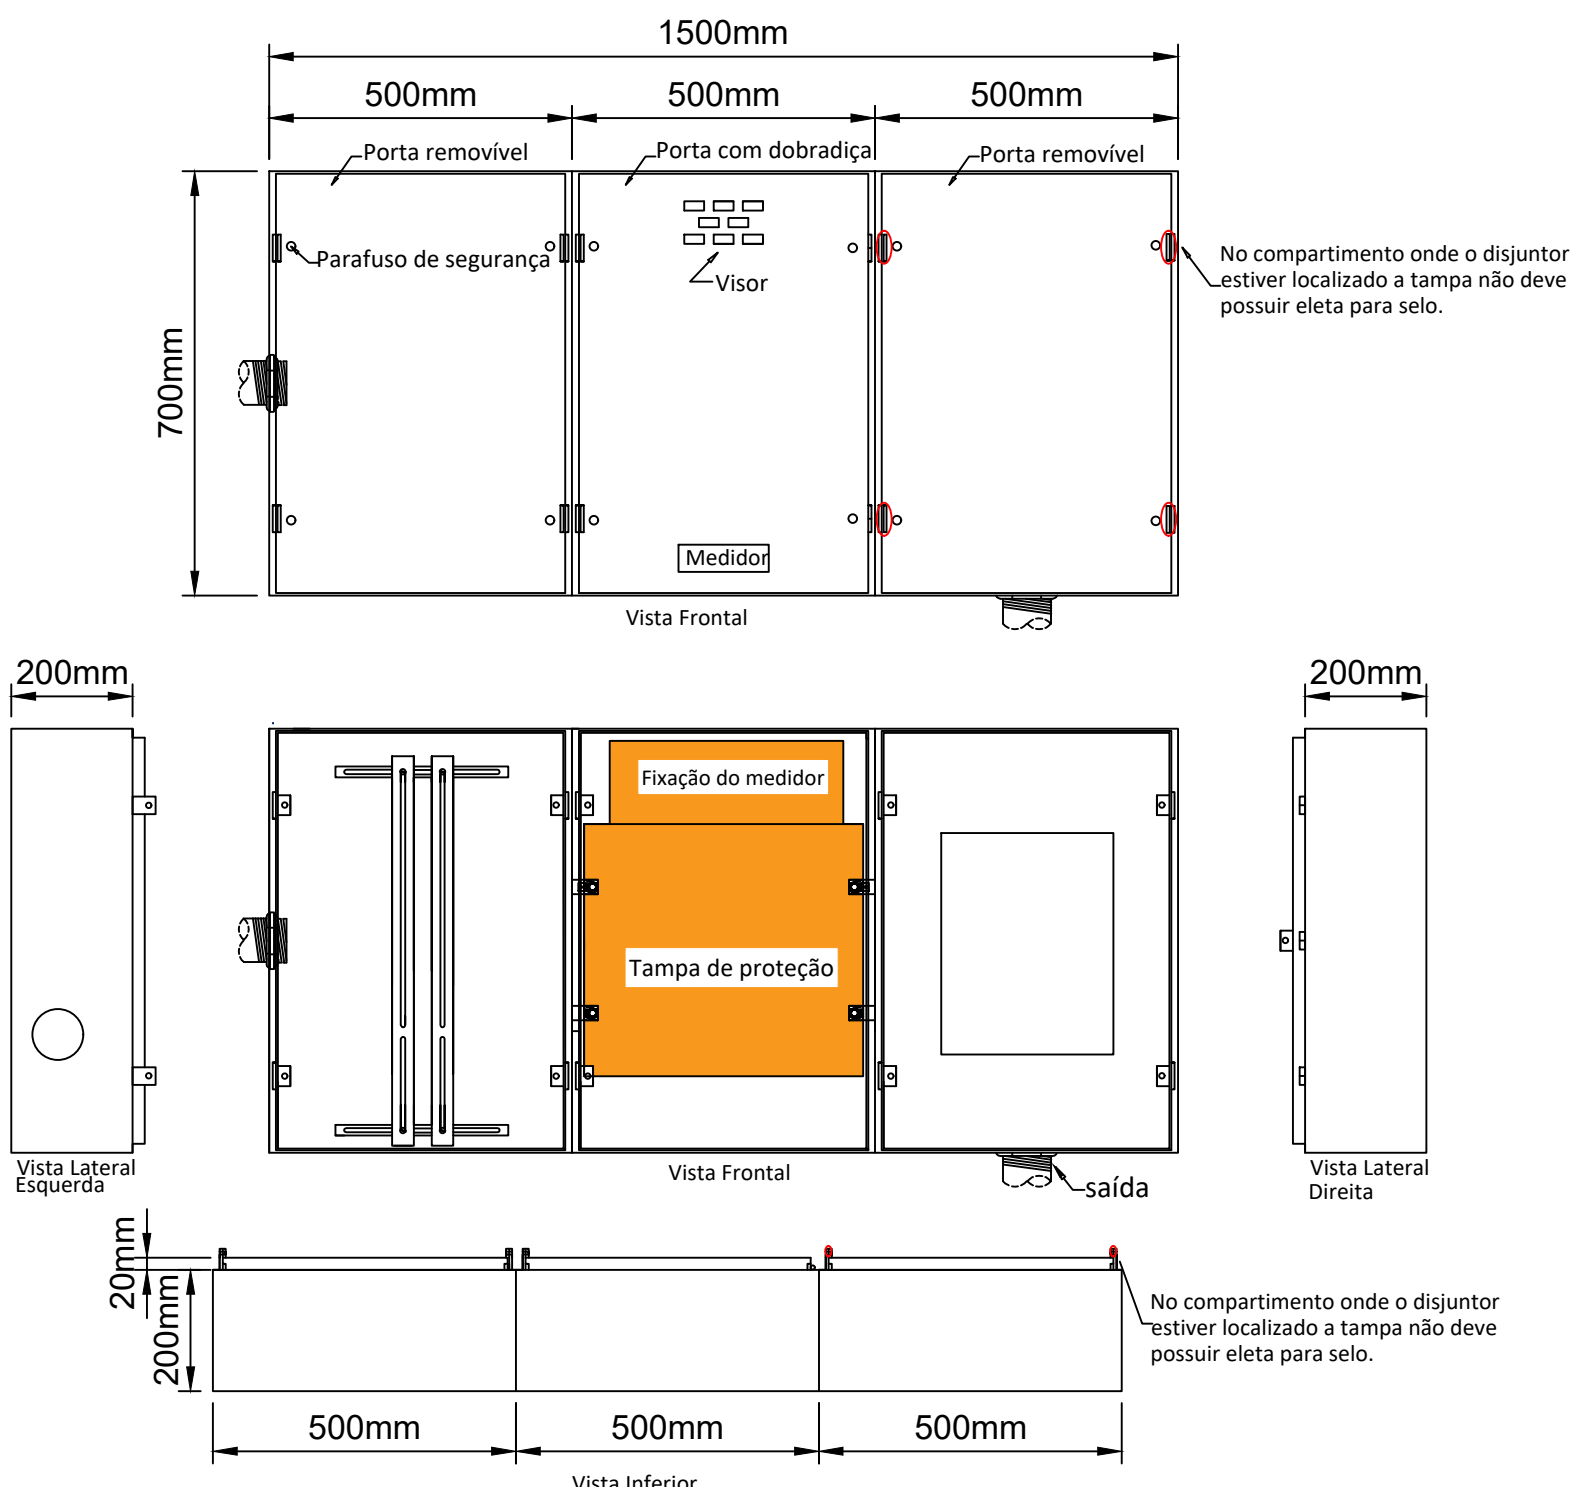 1500mm
500mm
500mm
500mm
Porta removível
Porta com dobradiça
Porta removível
Parafuso de segurança
Visor
No compartimento onde o disjuntor
estiver localizado a tampa não deve
possuir eleta para selo.
700mm
Medidor
Vista Frontal
200mm
200mm
Fixação do medidor
Tampa de proteção
Vista Lateral
Esquerda
Vista Frontal
saída
Vista Lateral
Direita
20mm
200mm
No compartimento onde o disjuntor
estiver localizado a tampa não deve
possuir eleta para selo.
500mm
500mm
500mm
Vista Inferior